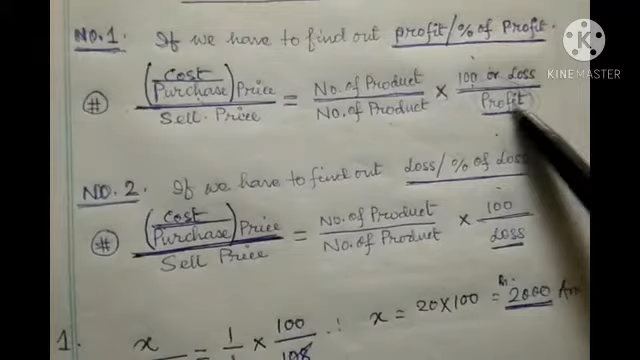 NO.1 If we have to find out profit/% of Profit.
KINEMASTER
# (Cost/Purchase) Price / Sell. Price = No. of Product / No. of Product × 100 or Loss / Profit
NO. 2. If we have to find out Loss/% of Loss
# (Cost/Purchase) Price / Sell Price = No. of Product / No. of Product × 100 / Loss
1. x = 1/1 × 100/108 ∴ x = 20×100 = Rs. 2000 Ans